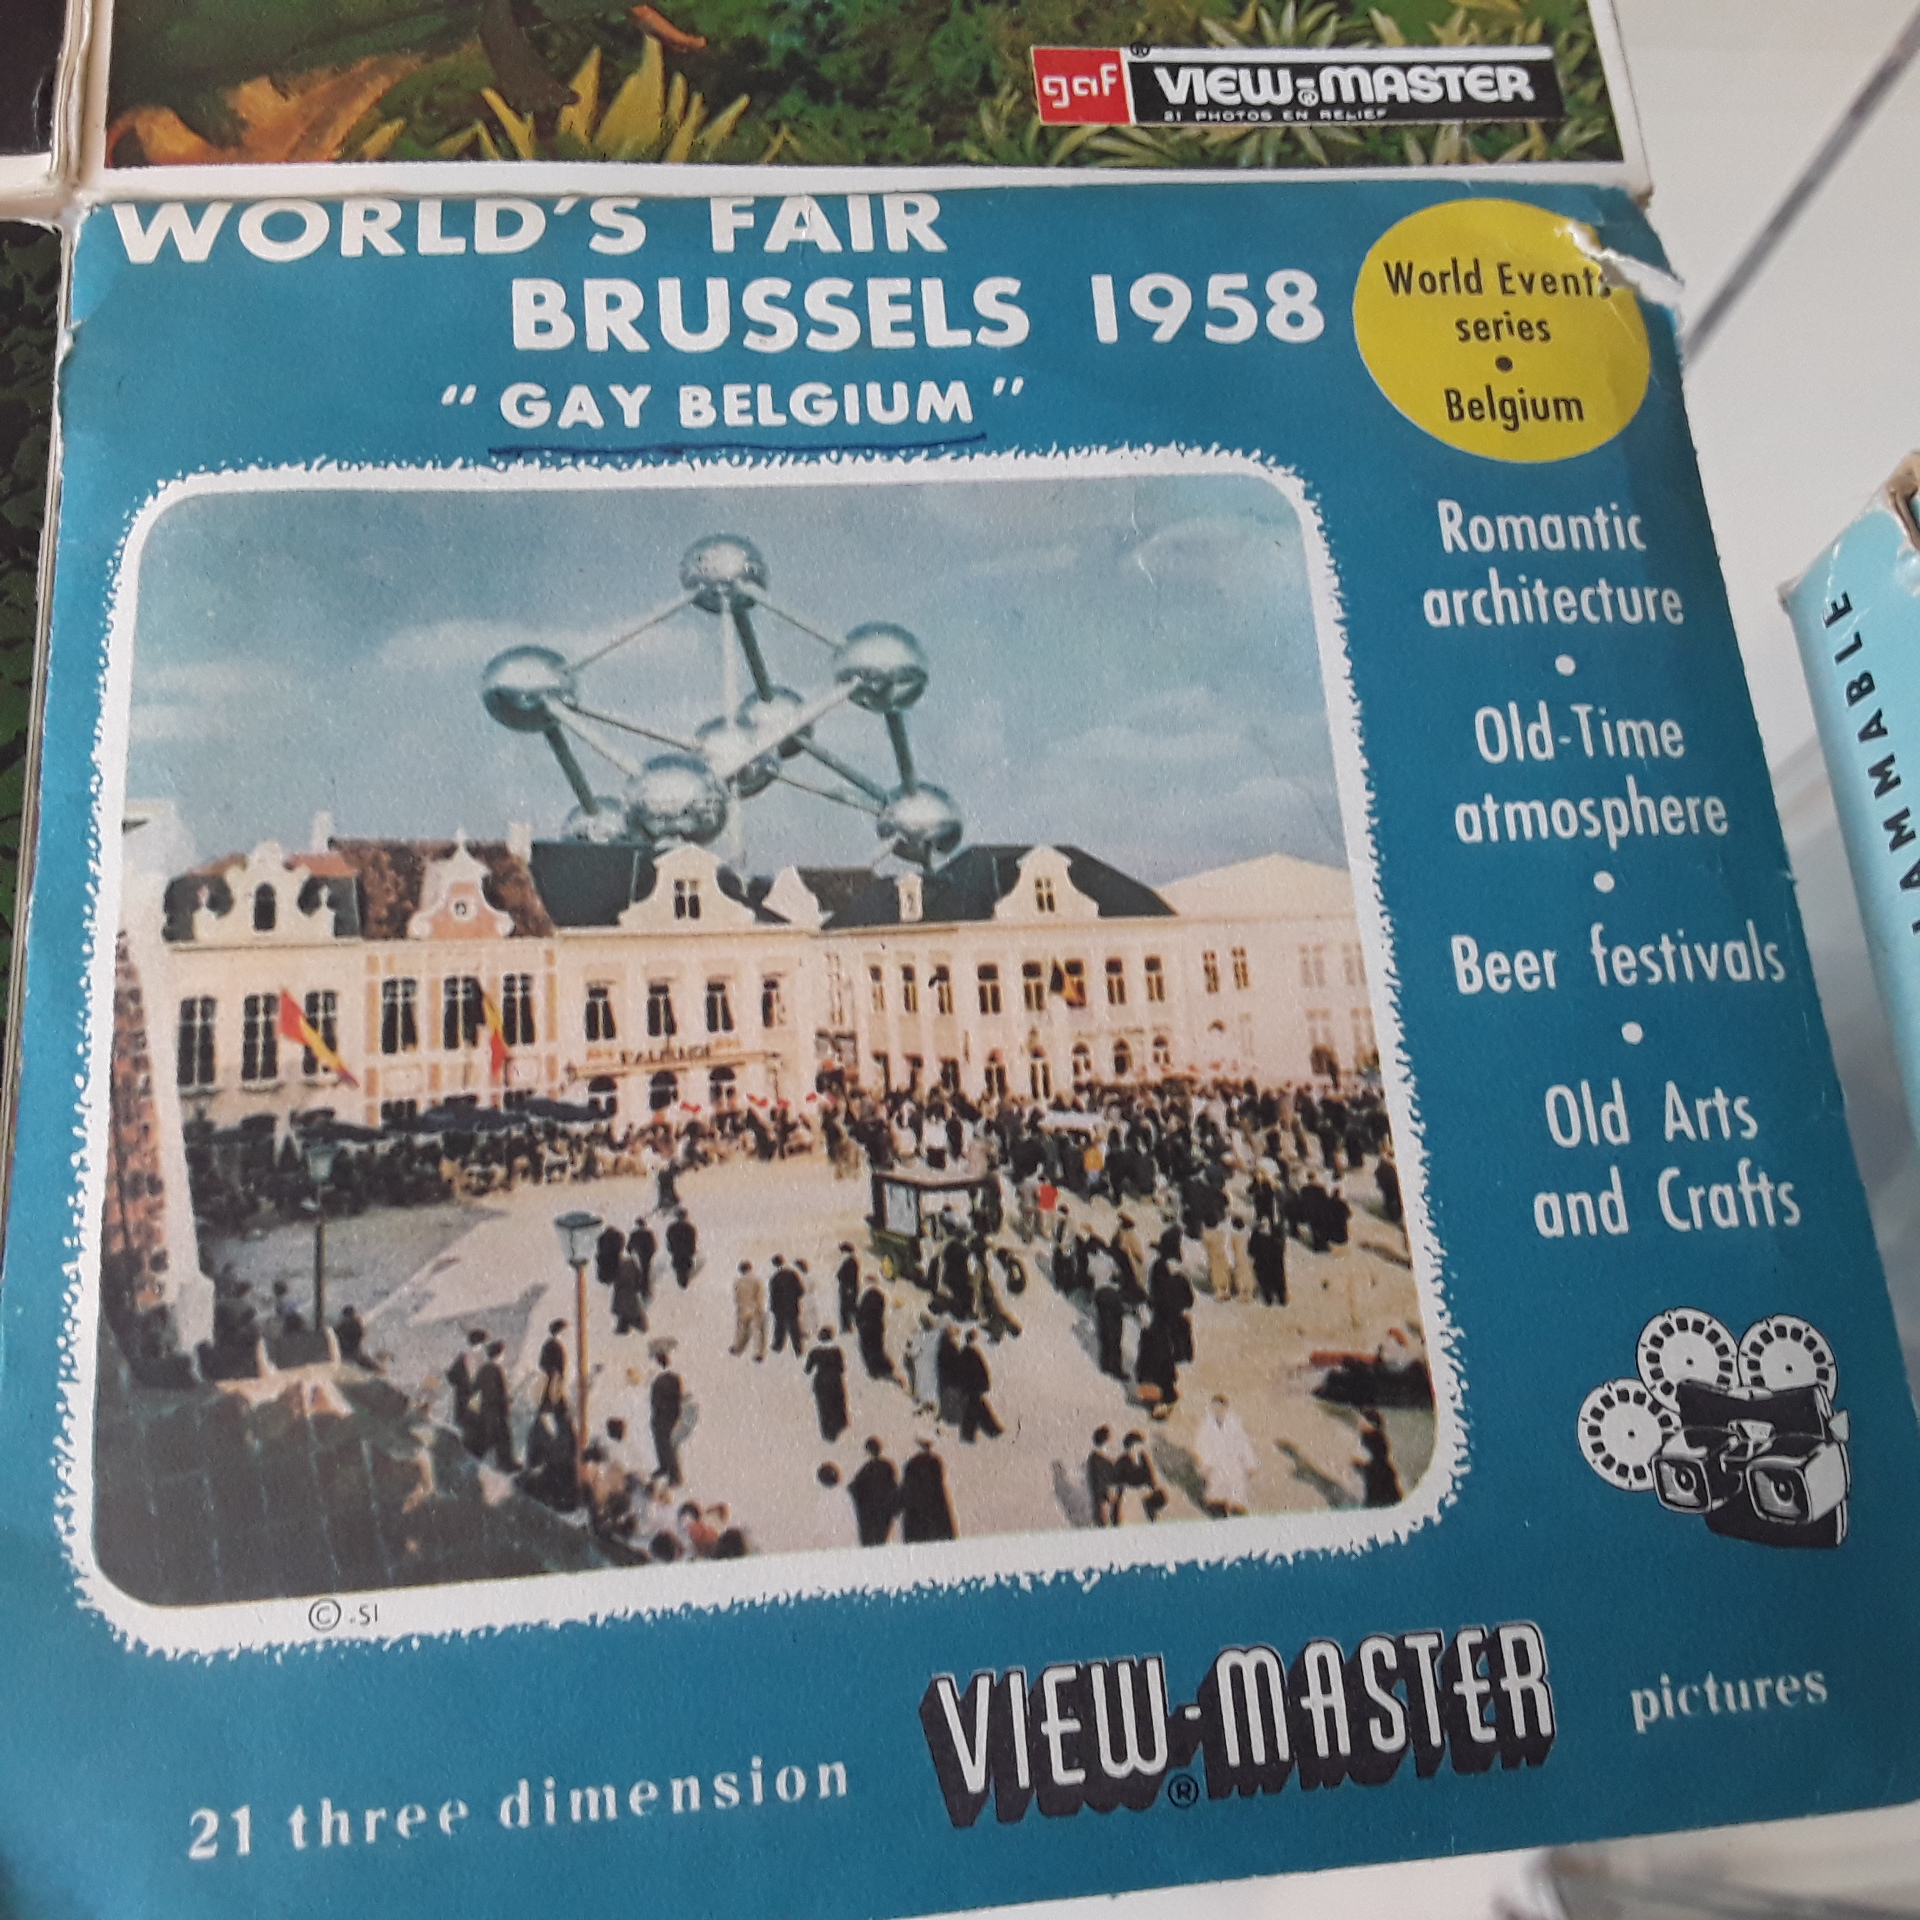 gaf
VIEW-MASTER
21 PHOTOS EN RELIEF
WORLD'S FAIR
BRUSSELS 1958
"GAY BELGIUM"
World Events
series
•
Belgium
Romantic
architecture
•
Old-Time
atmosphere
•
Beer festivals
•
Old Arts
and Crafts
© -SI
21 three dimension VIEW-MASTER® pictures